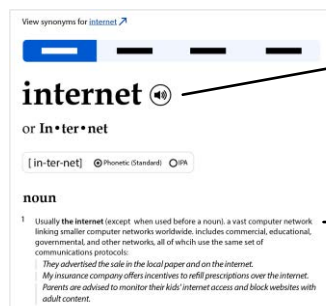 View synonyms for internet
internet
or In•ter•net
[ in-ter-net] Phonetic (Standard) IPA
noun
1 Usually the internet (except when used before a noun). a vast computer network
linking smaller computer networks worldwide. includes commercial, educational,
governmental, and other networks, all of whcih use the same set of
communications protocols:
They advertised the sale in the local paper and on the internet.
My insurance company offers incentives to refill prescriptions over the internet.
Parents are advised to monitor their kids' internet access and block websites with
adult content.